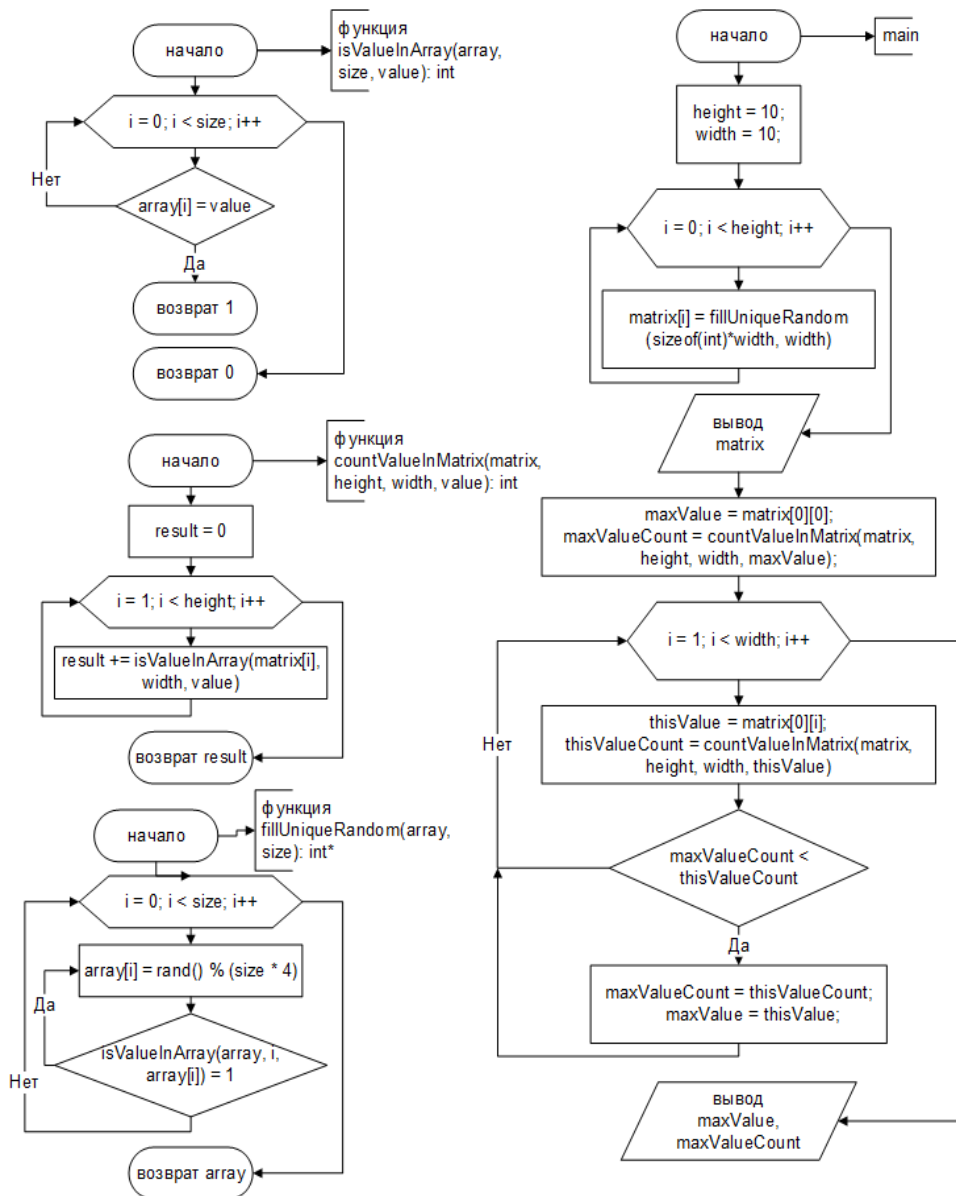 начало
функция
isValueInArray(array,
size, value): int
i = 0; i < size; i++
Нет
array[i] = value
Да
возврат 1
возврат 0
начало
функция
countValueInMatrix(matrix,
height, width, value): int
result = 0
i = 1; i < height; i++
result += isValueInArray(matrix[i],
width, value)
возврат result
начало
функция
fillUniqueRandom(array,
size): int*
i = 0; i < size; i++
array[i] = rand() % (size * 4)
Да
isValueInArray(array, i,
array[i]) = 1
Нет
возврат array
начало
main
height = 10;
width = 10;
i = 0; i < height; i++
matrix[i] = fillUniqueRandom
(sizeof(int)*width, width)
вывод
matrix
maxValue = matrix[0][0];
maxValueCount = countValueInMatrix(matrix,
height, width, maxValue);
i = 1; i < width; i++
thisValue = matrix[0][i];
thisValueCount = countValueInMatrix(matrix,
height, width, thisValue)
Нет
maxValueCount <
thisValueCount
Да
maxValueCount = thisValueCount;
maxValue = thisValue;
вывод
maxValue,
maxValueCount